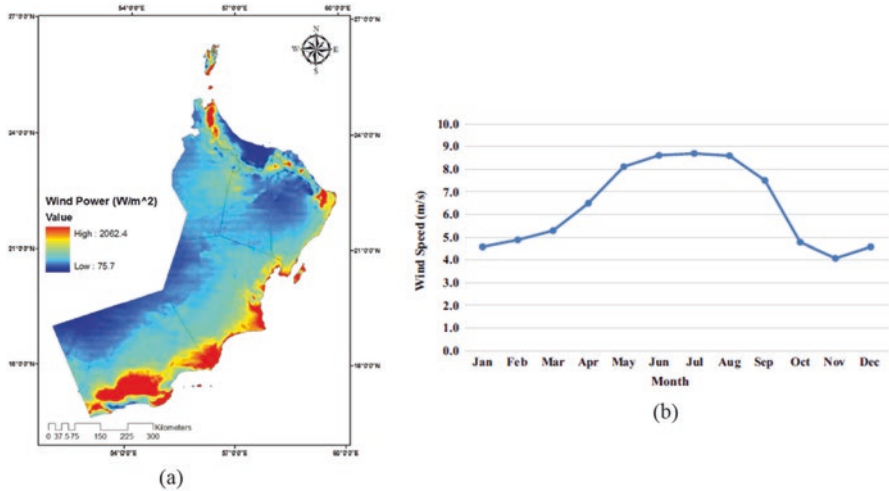 54°0'0"E 57°0'0"E 60°0'0"E
27°0'0"N 27°0'0"N
N
W E
S
24°0'0"N 24°0'0"N
Wind Power (W/m^2)
Value
High : 2062.4
Low : 75.7
21°0'0"N 21°0'0"N
18°0'0"N 18°0'0"N
Kilometers
0 37.575 150 225 300
54°0'0"E 57°0'0"E 60°0'0"E
(a)
Wind Speed (m/s)
10.0
9.0
8.0
7.0
6.0
5.0
4.0
3.0
2.0
1.0
0.0
Jan Feb Mar Apr May Jun Jul Aug Sep Oct Nov Dec
Month
(b)